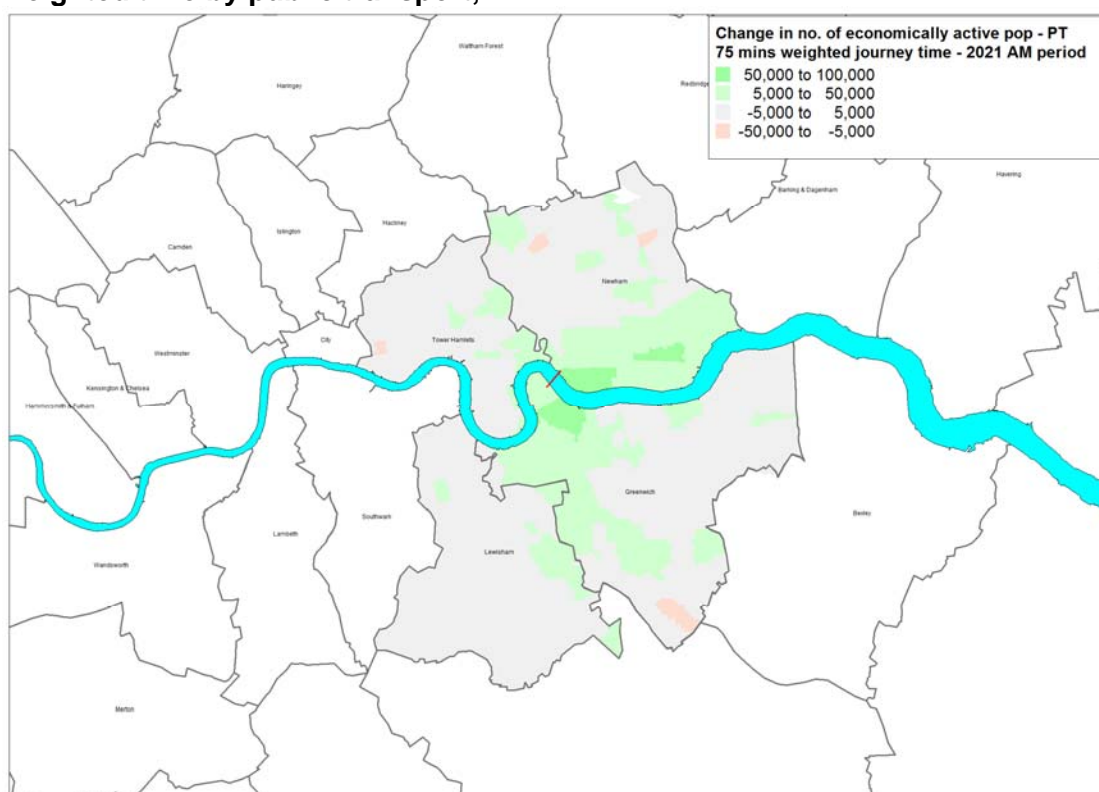 Change in no. of economically active pop - PT
75 mins weighted journey time - 2021 AM period
50,000 to 100,000
5,000 to 50,000
-5,000 to 5,000
-50,000 to -5,000
Waltham Forest
Haringey
Redbridge
Havering
Barking & Dagenham
Hackney
Islington
Camden
Newham
City
Tower Hamlets
Westminster
Kensington & Chelsea
Hammersmith & Fulham
Greenwich
Bexley
Southwark
Lambeth
Lewisham
Wandsworth
Merton